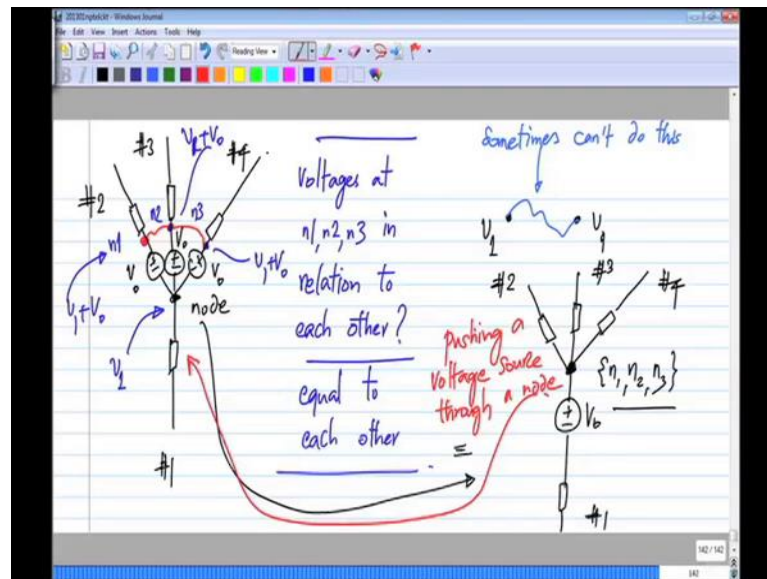 201301nptelckt - Windows Journal
File Edit View Insert Actions Tools Help
Reading View
B I
Sometimes can't do this
V1 V1
#2
#3
#4
V1+V0
n1
n2
n3
V0
V0
V0
V1+V0
V1+V0
node
V1
#1
Voltages at
n1, n2, n3 in
relation to
each other?
equal to
each other
pushing a
voltage source
through a node
=
#2
#3
#4
{n1, n2, n3}
V0
#1
142 / 142
142